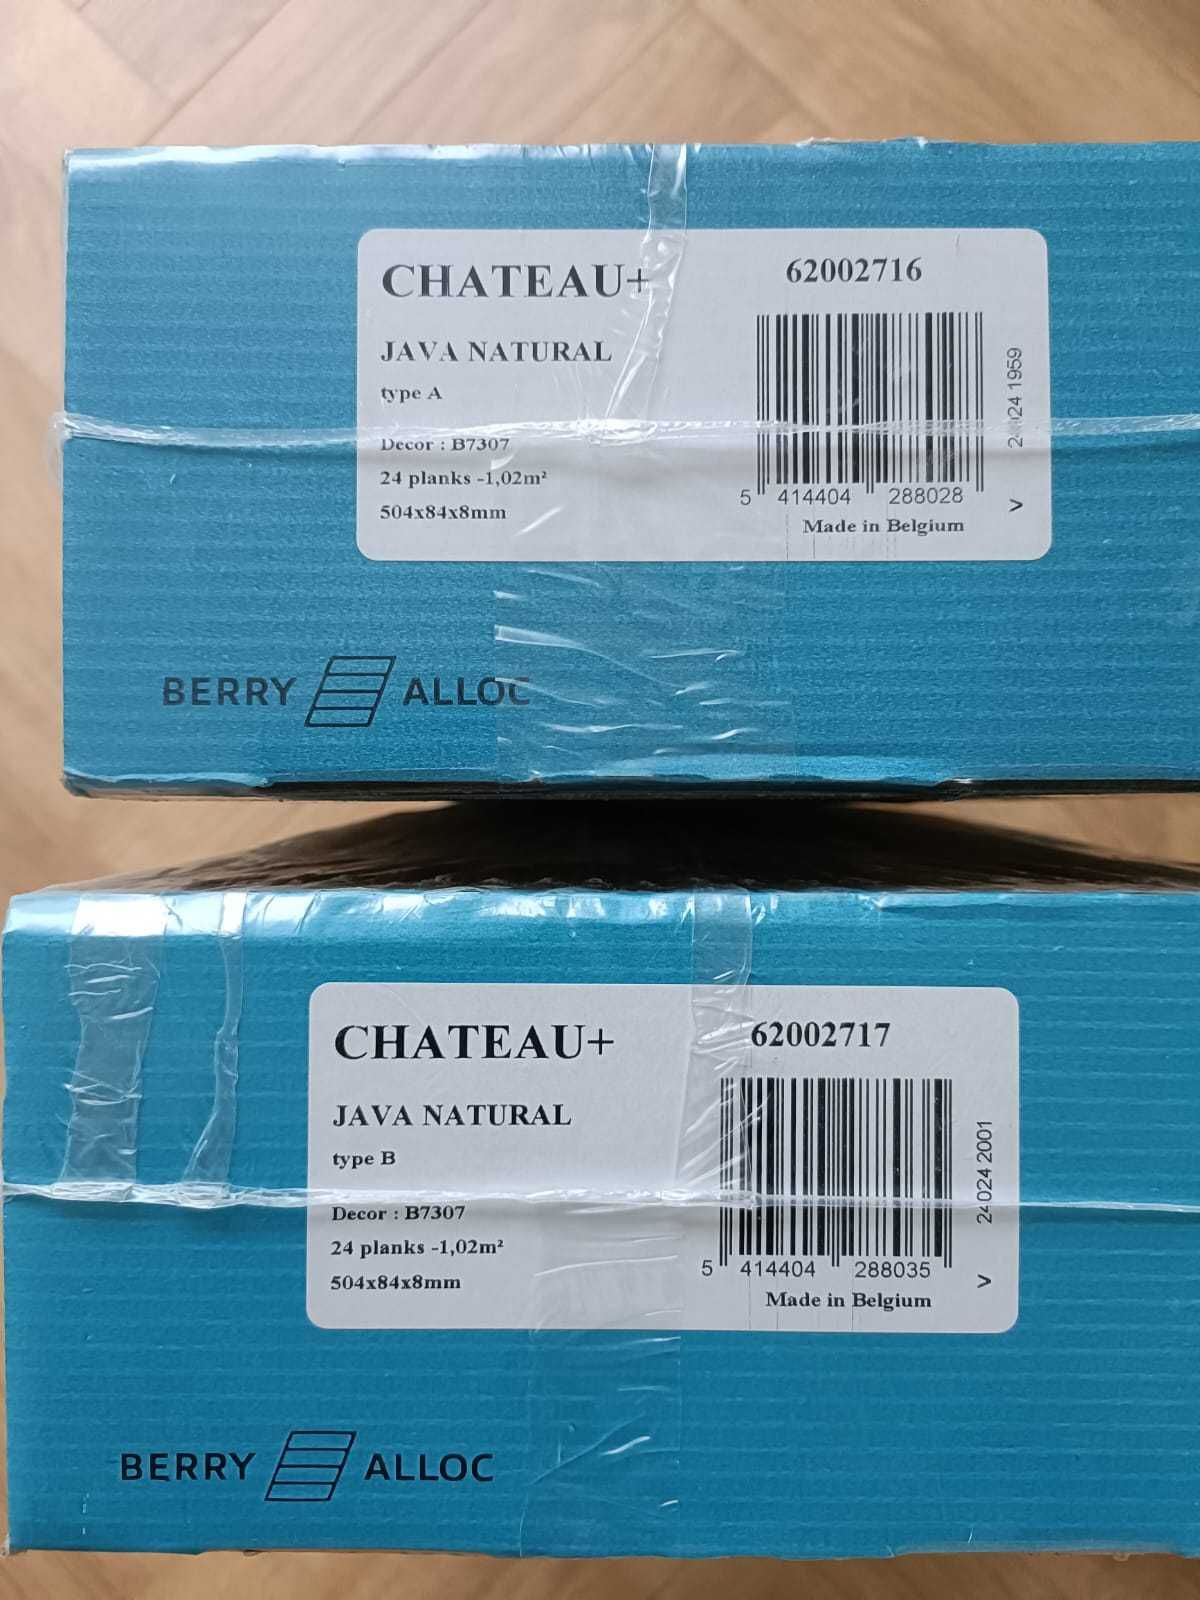 CHATEAU+
62002716
JAVA NATURAL
type A
Decor : B7307
24 planks -1,02m²
504x84x8mm
5 414404 288028
Made in Belgium
24024 1959
>
BERRY ALLOC
CHATEAU+
62002717
JAVA NATURAL
type B
Decor : B7307
24 planks -1,02m²
504x84x8mm
5 414404 288035
Made in Belgium
24024 2001
>
BERRY ALLOC